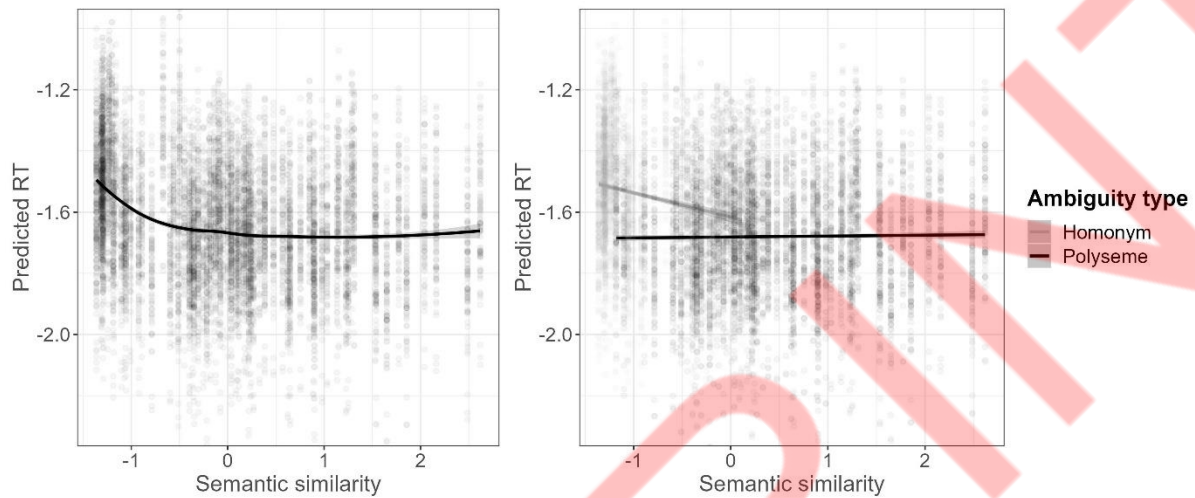 -1.2
-1.6
-2.0
Predicted RT
-1
0
1
2
Semantic similarity
-1.2
-1.6
-2.0
Predicted RT
-1
0
1
2
Semantic similarity
Ambiguity type
Homonym
Polyseme